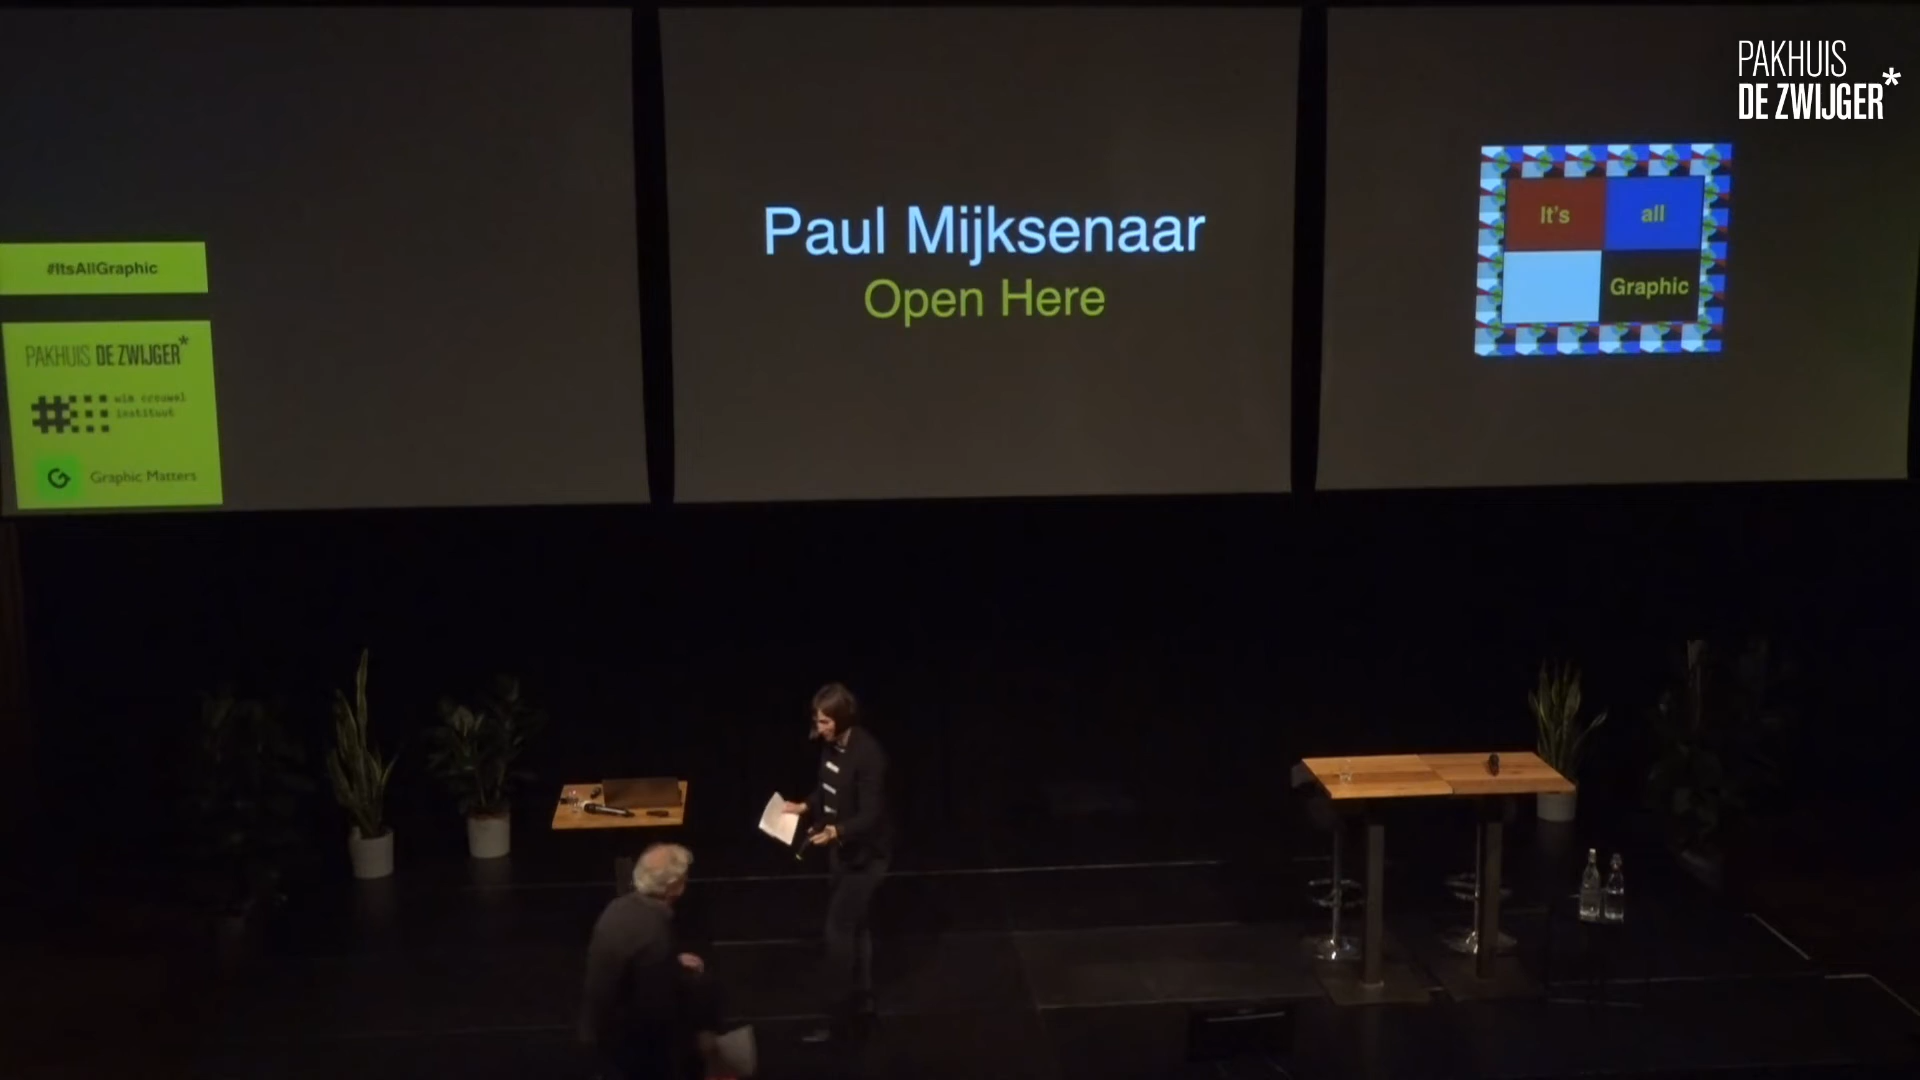 #ItsAllGraphic
PAKHUIS DE ZWIJGER*
wim crouwel
instituut
G Graphic Matters
Paul Mijksenaar
Open Here
It's all
Graphic
PAKHUIS
DE ZWIJGER*